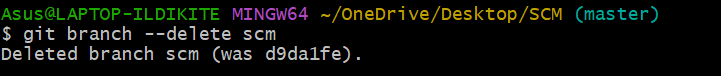 Asus@LAPTOP-ILDIKITE MINGW64 ~/OneDrive/Desktop/SCM (master)
$ git branch --delete scm
Deleted branch scm (was d9da1fe).